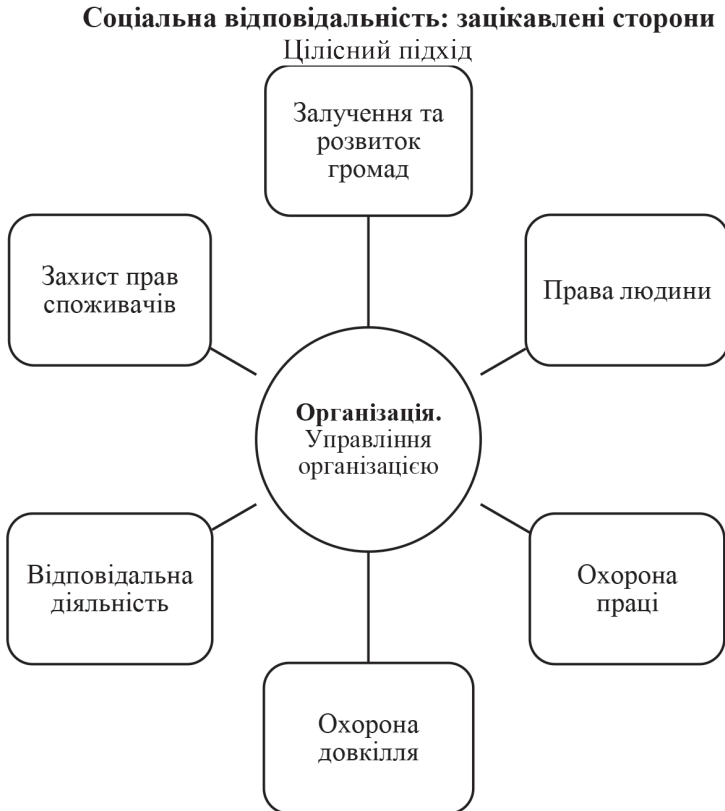 Соціальна відповідальність: зацікавлені сторони
Цілісний підхід
Залучення та
розвиток
громад
Захист прав
споживачів
Права людини
Організація.
Управління
організацією
Відповідальна
діяльність
Охорона
праці
Охорона
довкілля